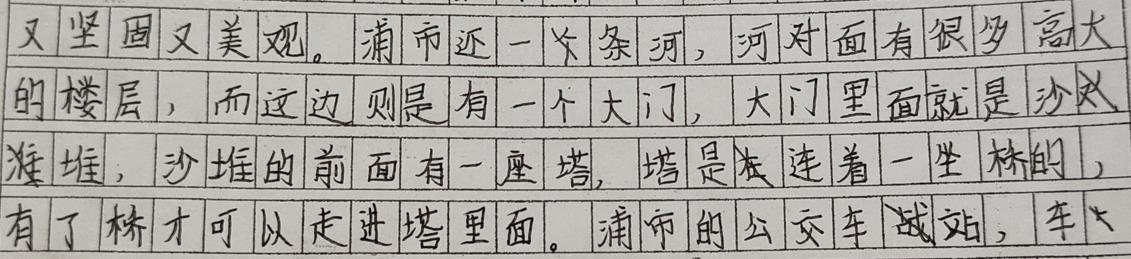 又坚固又美观。浦市还一条河，河对面有很多高大
的楼层，而这边则是有一个大门，大门里面就是沙
堆，沙堆的前面有一座塔，塔是连着一坐桥的，
有了桥才可以走进塔里面。浦市的公交车站，车